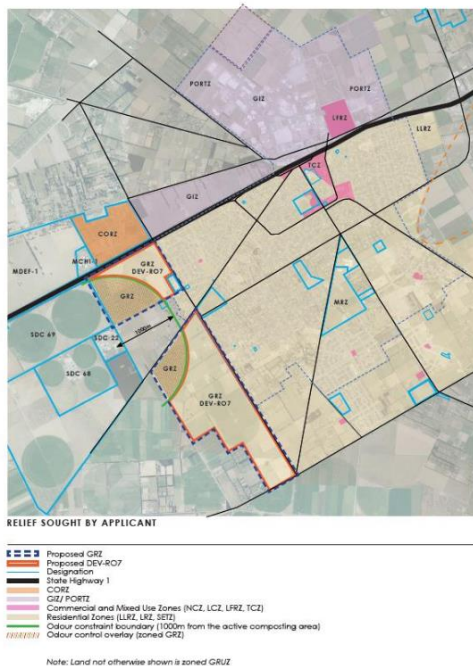 PORTZ
GIZ
PORTZ
LFRZ
LLRZ
TCZ
GIZ
CORZ
MCH1-1
MDEF-1
GRZ
DEV-RO7
GRZ
1000m
MRZ
SDC 69
SDC 22
SDC 68
GRZ
GRZ
DEV-RO7
RELIEF SOUGHT BY APPLICANT
Proposed GRZ
Proposed DEV-RO7
Designation
State Highway 1
CORZ
GIZ/ PORTZ
Commercial and Mixed Use Zones (NCZ, LCZ, LFRZ, TCZ)
Residential Zones (LLRZ, LRZ, SETZ)
Odour constraint boundary (1000m from the active composting area)
Odour control overlay (zoned GRZ)
Note: Land not otherwise shown is zoned GRUZ